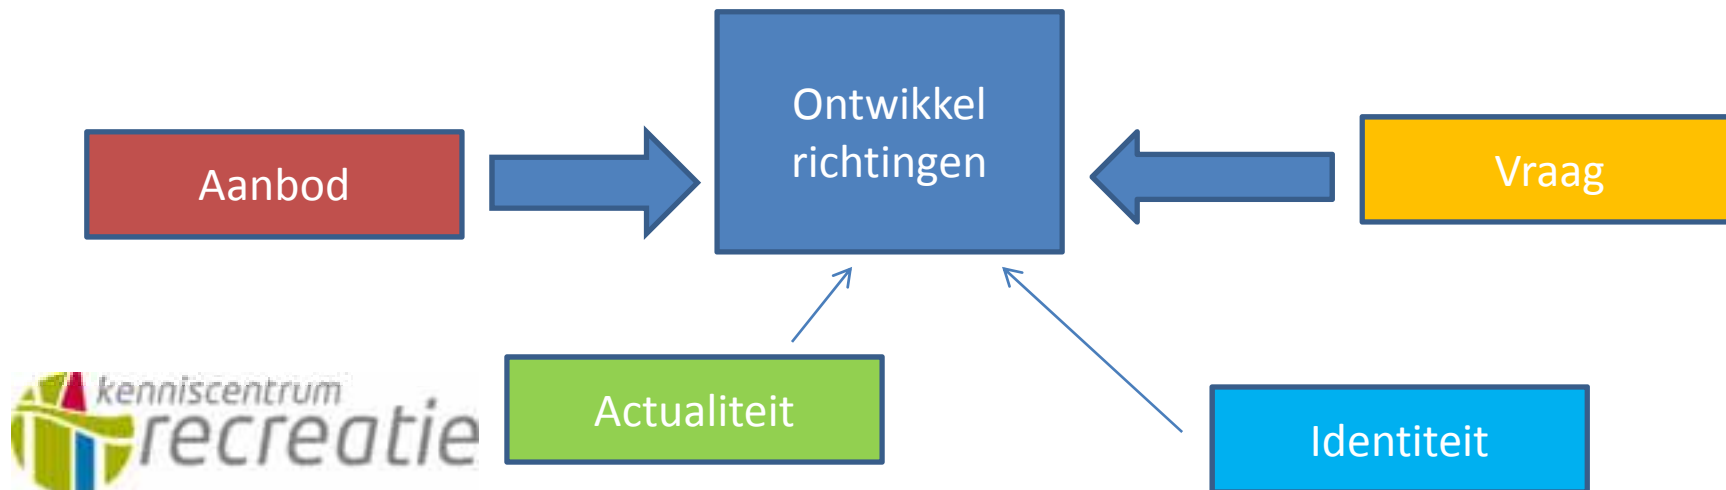 Ontwikkel
richtingen
Aanbod
Vraag
Actualiteit
Identiteit
kenniscentrum
recreatie